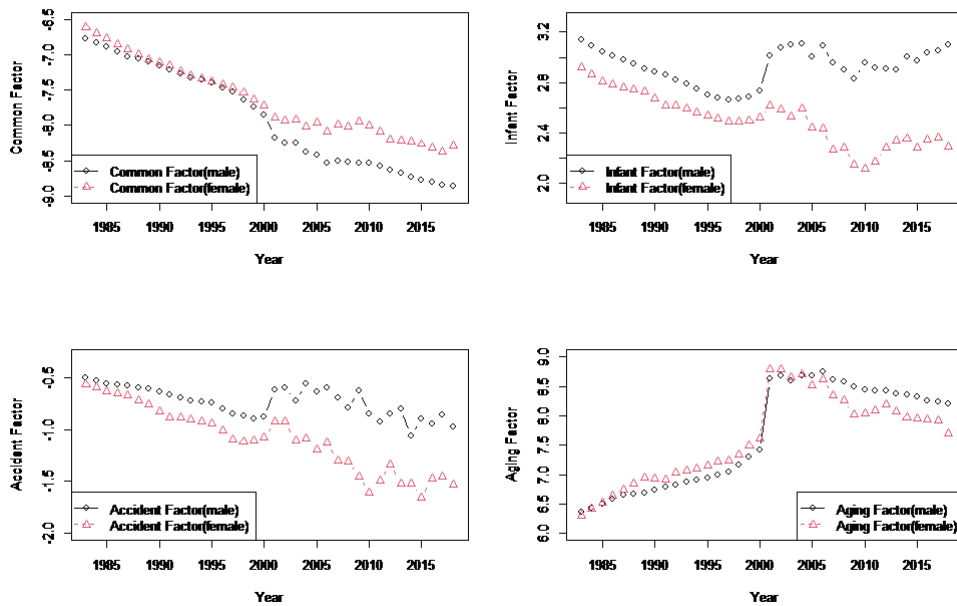 Common Factor
-6.5
-7.0
-7.5
-8.0
-8.5
-9.0
Common Factor(male)
Common Factor(female)
1985 1990 1995 2000 2005 2010 2015
Year
Infant Factor
3.2
2.8
2.4
2.0
Infant Factor(male)
Infant Factor(female)
1985 1990 1995 2000 2005 2010 2015
Year
Accident Factor
-0.5
-1.0
-1.5
-2.0
Accident Factor(male)
Accident Factor(female)
1985 1990 1995 2000 2005 2010 2015
Year
Aging Factor
9.0
8.5
8.0
7.5
7.0
6.5
6.0
Aging Factor(male)
Aging Factor(female)
1985 1990 1995 2000 2005 2010 2015
Year